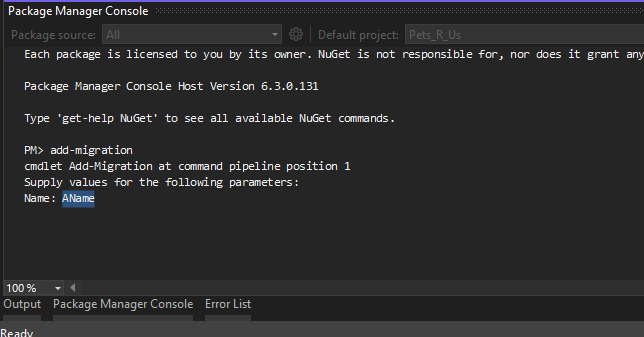 Package Manager Console
Package source: All Default project: Pets_R_Us
Each package is licensed to you by its owner. NuGet is not responsible for, nor does it grant any
Package Manager Console Host Version 6.3.0.131
Type 'get-help NuGet' to see all available NuGet commands.
PM> add-migration
cmdlet Add-Migration at command pipeline position 1
Supply values for the following parameters:
Name: AName
100 %
Output Package Manager Console Error List
Ready